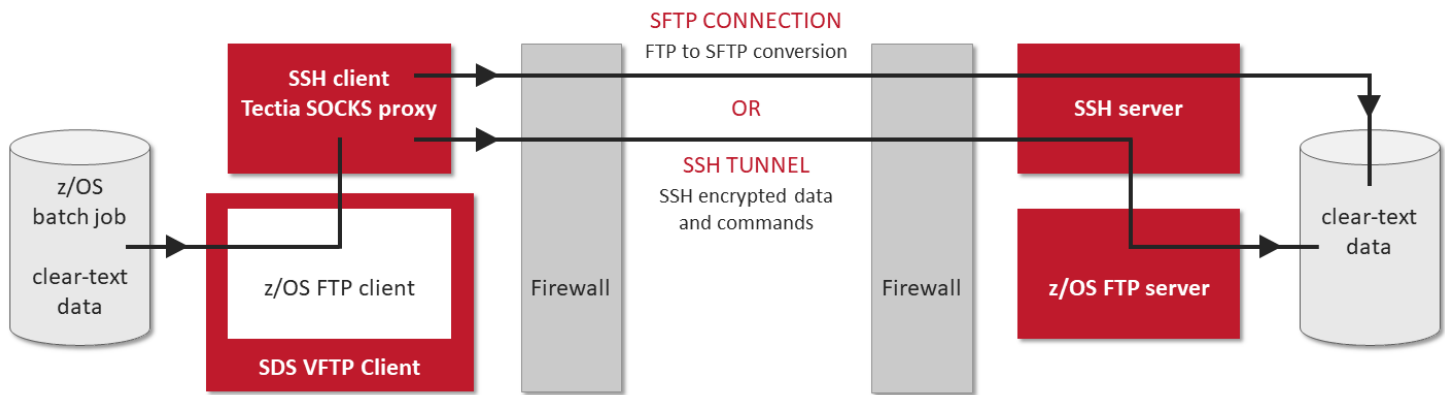 SFTP CONNECTION
FTP to SFTP conversion
SSH client
Tectia SOCKS proxy
OR
SSH server
SSH TUNNEL
SSH encrypted data
and commands
z/OS
batch job
clear-text
data
z/OS FTP client
SDS VFTP Client
Firewall
Firewall
z/OS FTP server
clear-text
data